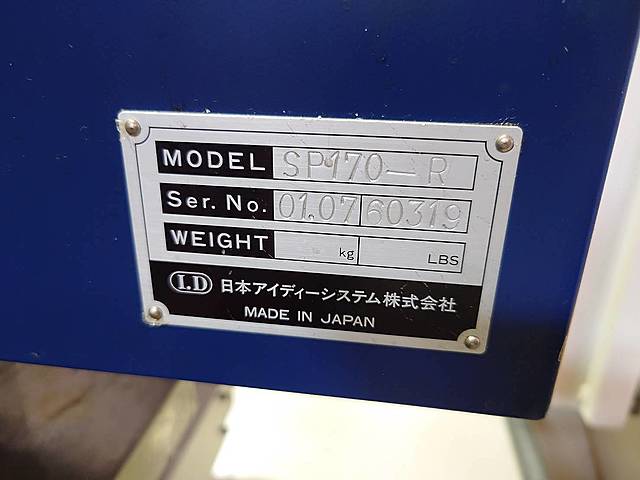 MODEL SP170-R
Ser. No. 01.07 60319
WEIGHT kg LBS
I.D 日本アイディーシステム株式会社
MADE IN JAPAN